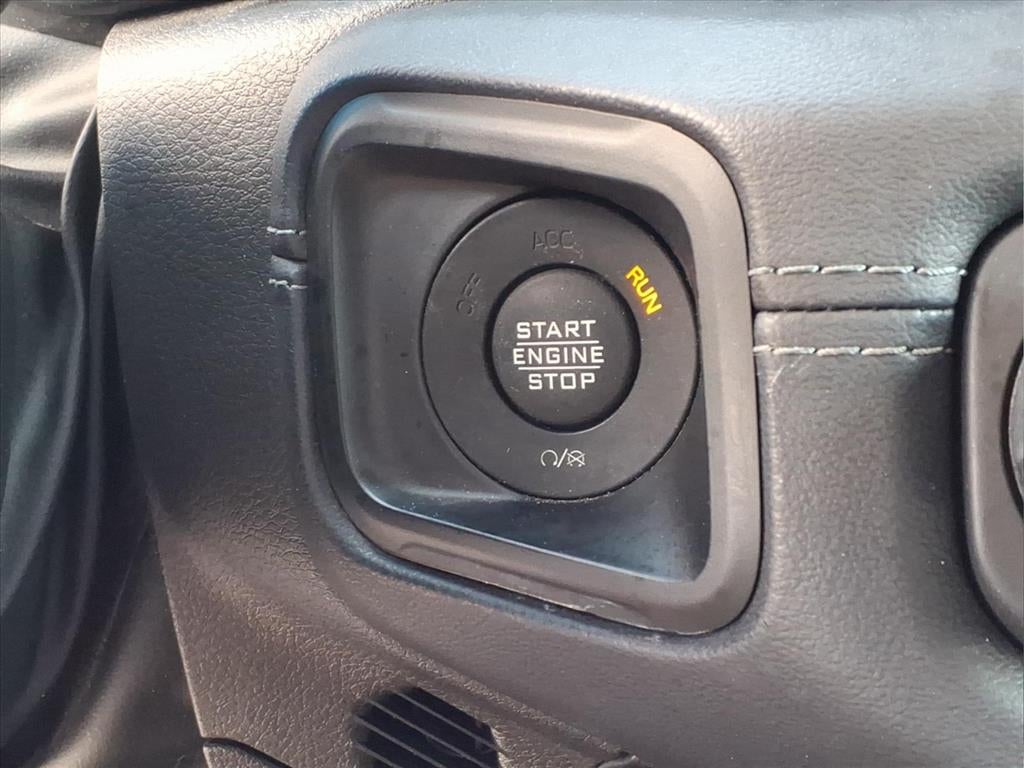 ACC
OFF
RUN
START
ENGINE
STOP